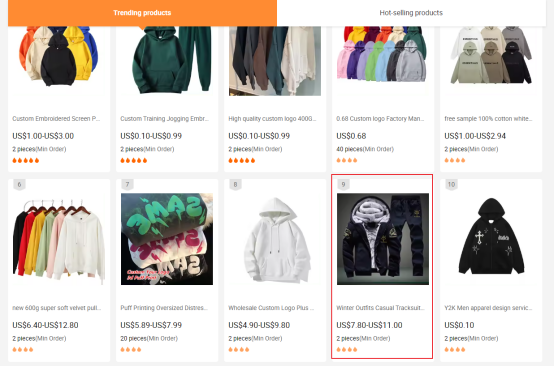 Trending products
Hot-selling products
Custom Embroidered Screen P...
Custom Training Jogging Embr...
High quality custom logo 400G...
0.68 Custom logo Factory Man...
free sample 100% cotton white...
US$1.00-US$3.00
US$0.10-US$0.99
US$0.10-US$0.99
US$0.68
US$1.00-US$2.94
2 pieces(Min Order)
2 pieces(Min Order)
2 pieces(Min Order)
40 pieces(Min Order)
2 pieces(Min Order)
6
7
8
9
10
new 600g super soft velvet pull...
Puff Printing Oversized Distres...
Wholesale Custom Logo Plus ...
Winter Outfits Casual Tracksuit...
Y2K Men apparel design servic...
US$6.40-US$12.80
US$5.89-US$7.99
US$4.90-US$9.80
US$7.80-US$11.00
US$0.10
2 pieces(Min Order)
20 pieces(Min Order)
2 pieces(Min Order)
2 pieces(Min Order)
2 pieces(Min Order)